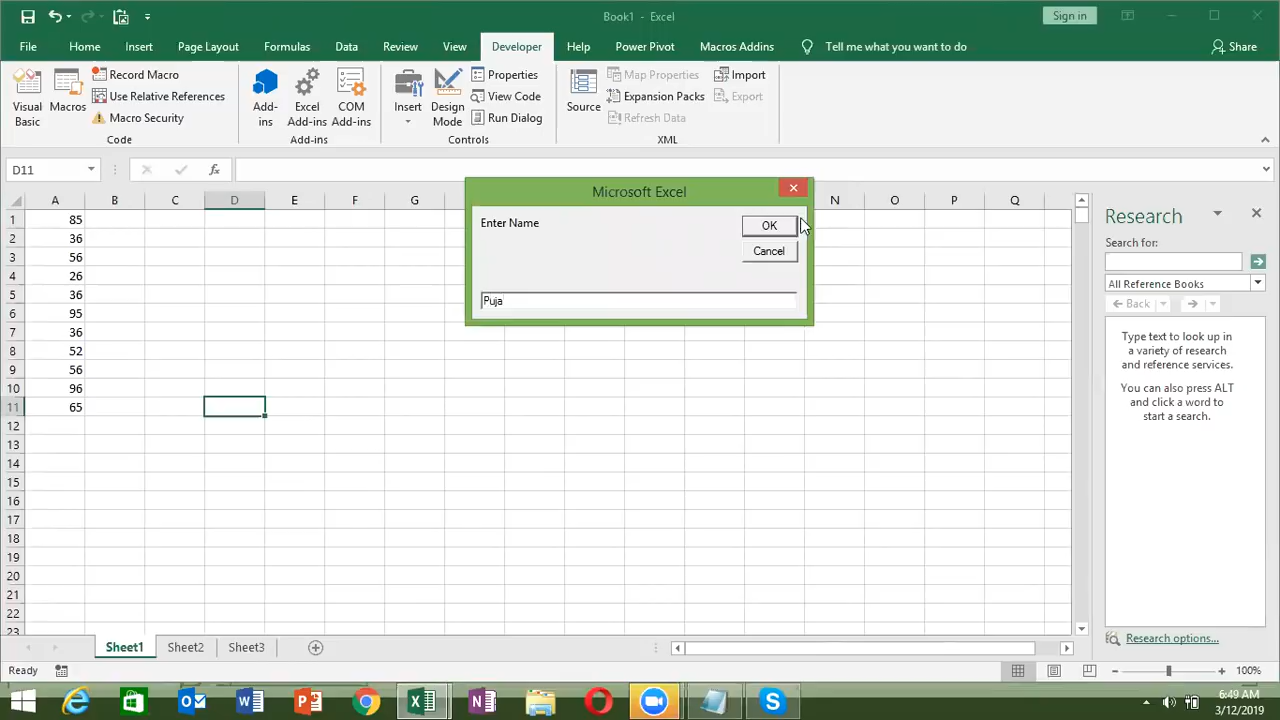 Book1 - Excel
Sign in
File Home Insert Page Layout Formulas Data Review View Developer Help Power Pivot Macros Addins Tell me what you want to do Share
Visual Basic
Macros
Record Macro
Use Relative References
Macro Security
Code
Add-ins
Excel Add-ins
COM Add-ins
Add-ins
Insert
Design Mode
Properties
View Code
Run Dialog
Controls
Source
Map Properties
Expansion Packs
Refresh Data
Import
Export
XML
D11
fx
A B C D E F G N O P Q
1 85
2 36
3 56
4 26
5 36
6 95
7 36
8 52
9 56
10 96
11 65
12
13
14
15
16
17
18
19
20
21
22
23
Microsoft Excel
Enter Name
OK
Cancel
Puja
Research
Search for:
All Reference Books
Back
Type text to look up in
a variety of research
and reference services.
You can also press ALT
and click a word to
start a search.
Research options...
Sheet1 Sheet2 Sheet3
Ready
100%
6:49 AM
3/12/2019